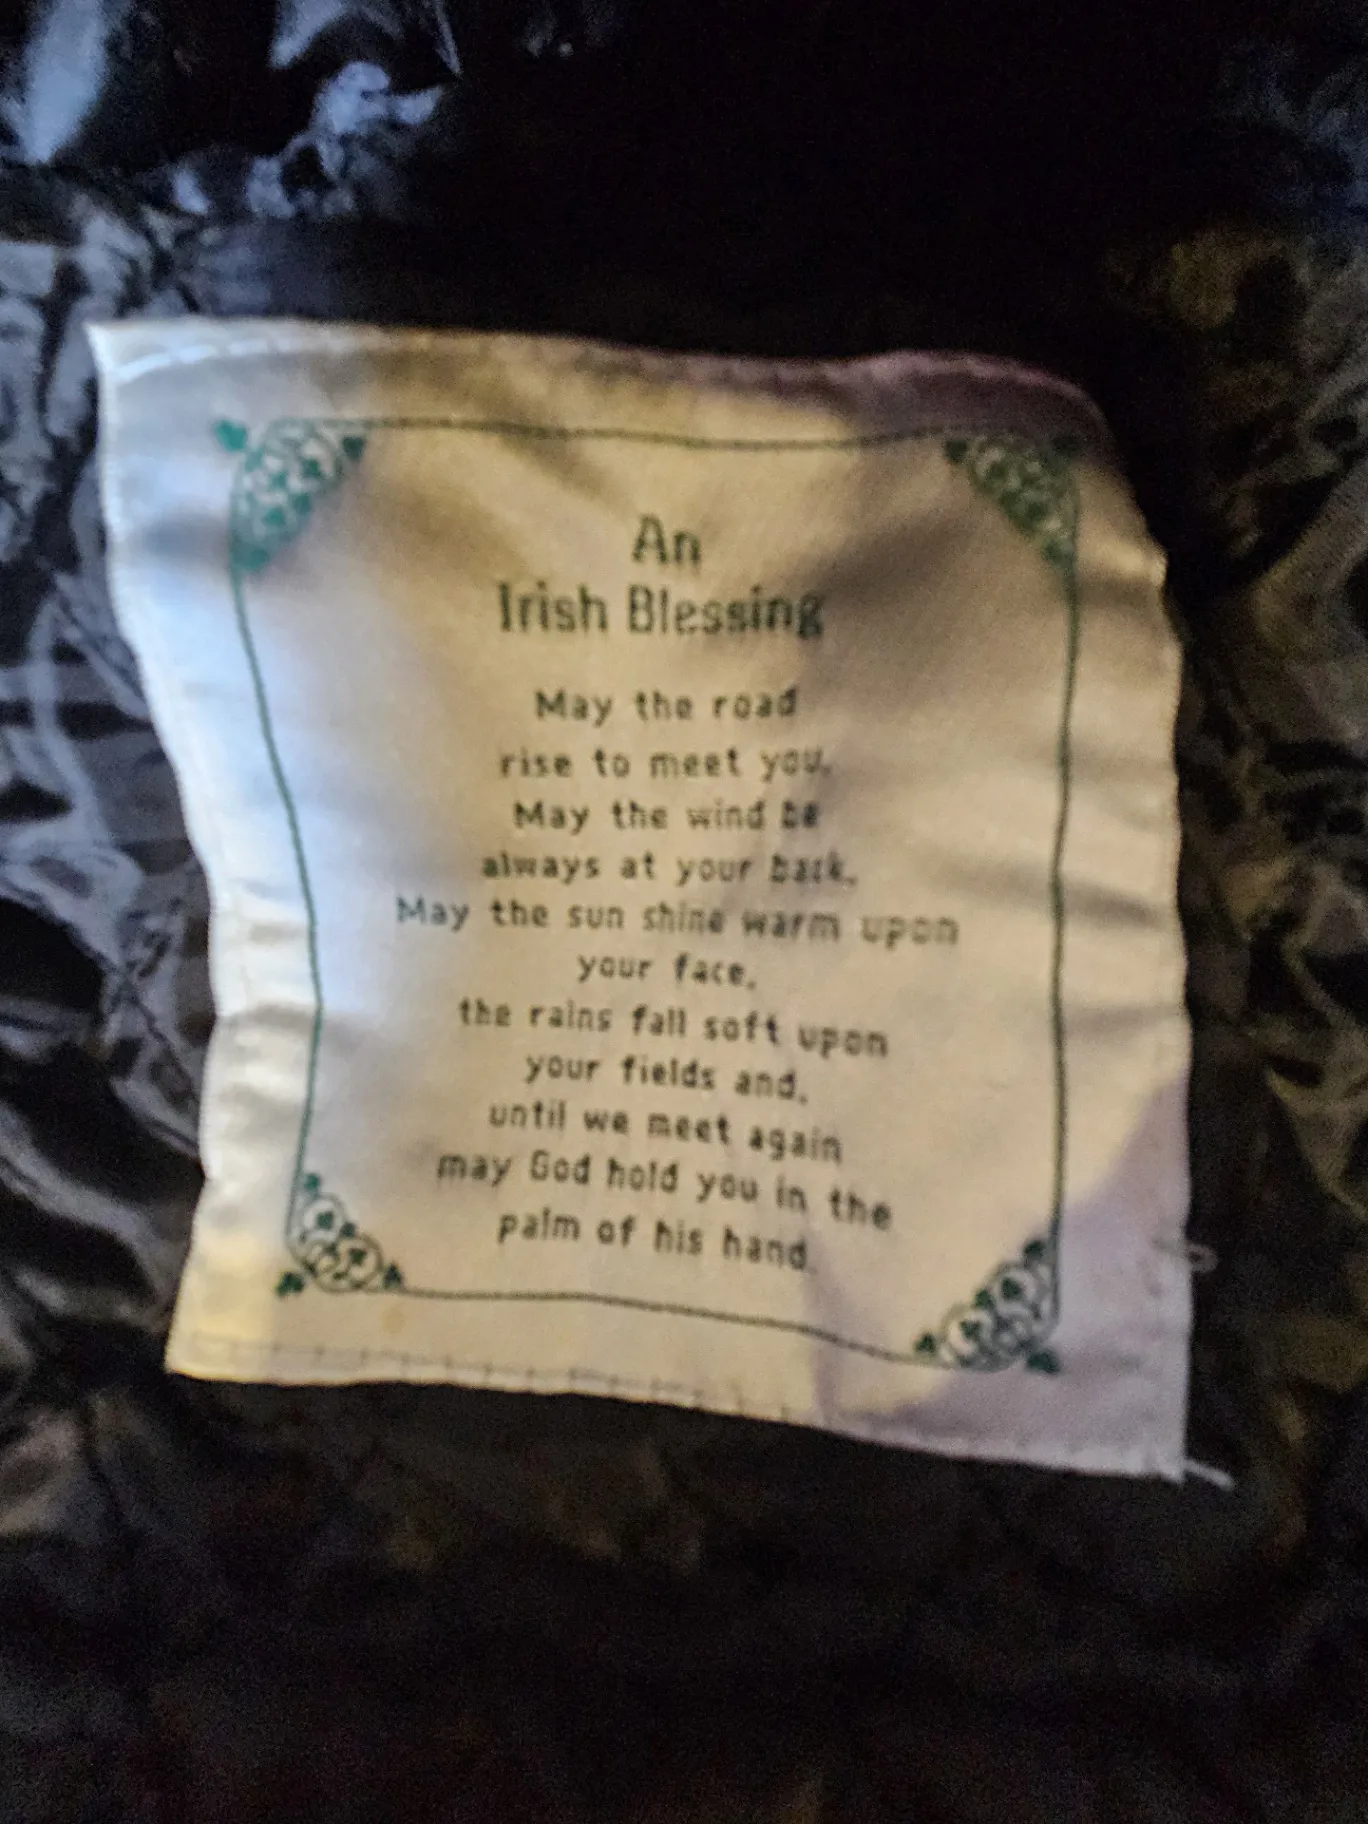 An
Irish Blessing
May the road
rise to meet you.
May the wind be
always at your back.
May the sun shine warm upon
your face,
the rains fall soft upon
your fields and,
until we meet again
may God hold you in the
palm of his hand.